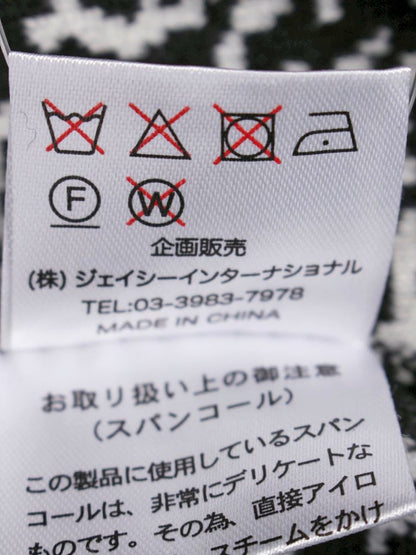 F W
企画販売
(株) ジェイシーインターナショナル
TEL:03-3983-7978
MADE IN CHINA
お取り扱い上の御注意
(スパンコール)
この製品に使用しているスパン
コールは、非常にデリケートな
ものです。その為、直接アイロ
スチームをかけ